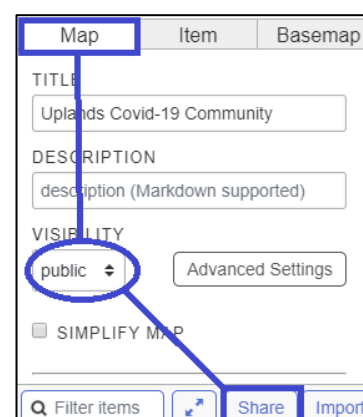 Map Item Basemap
TITLE
Uplands Covid-19 Community
DESCRIPTION
description (Markdown supported)
VISIBILITY
public Advanced Settings
SIMPLIFY MAP
Filter items Share Import